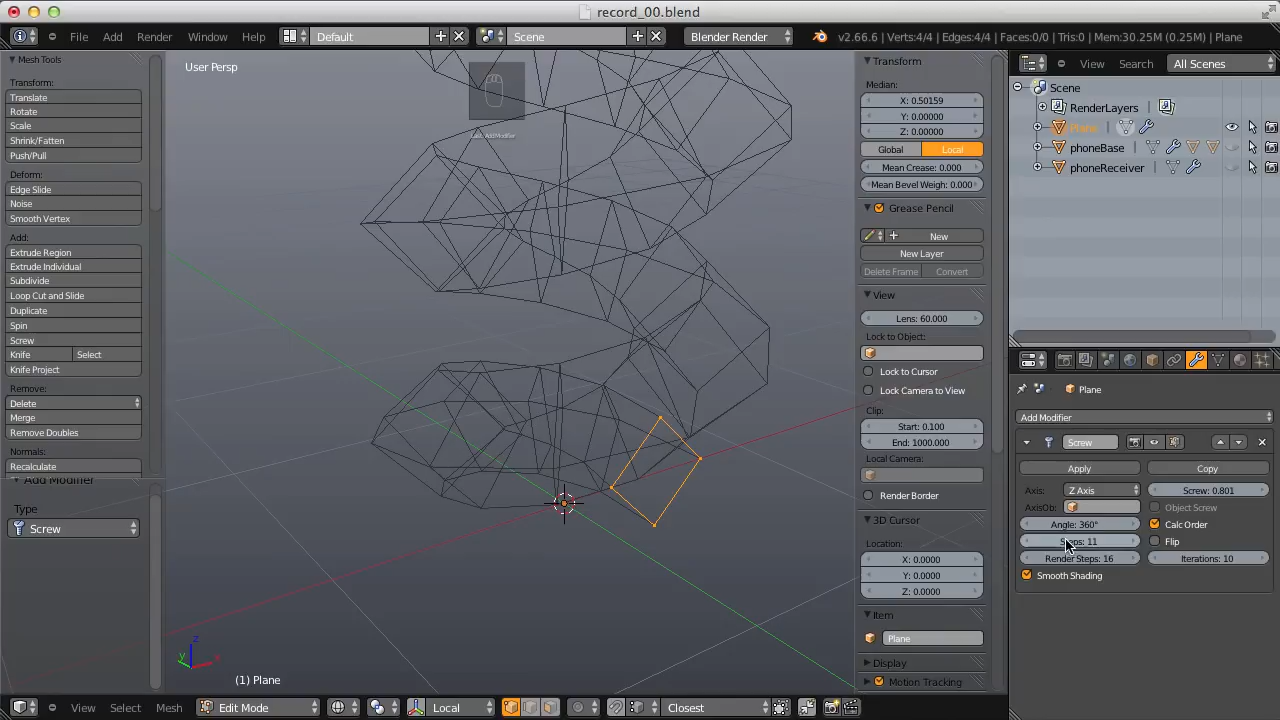 record_00.blend
File Add Render Window Help Default Scene Blender Render v2.66.6 | Verts:4/4 | Edges:4/4 | Faces:0/0 | Tris:0 | Mem:30.25M (0.25M) | Plane
Mesh Tools
Transform:
Translate
Rotate
Scale
Shrink/Fatten
Push/Pull
Deform:
Edge Slide
Noise
Smooth Vertex
Add:
Extrude Region
Extrude Individual
Subdivide
Loop Cut and Slide
Duplicate
Spin
Screw
Knife Select
Knife Project
Remove:
Delete
Merge
Remove Doubles
Normals:
Recalculate
Add Modifier
Type
Screw
User Persp
Last: Add Modifier
z
y
x
(1) Plane
View Select Mesh Edit Mode Local Closest
Transform
Median:
X: 0.50159
Y: 0.00000
Z: 0.00000
Global Local
Mean Crease: 0.000
Mean Bevel Weigh: 0.000
Grease Pencil
New
New Layer
Delete Frame Convert
View
Lens: 60.000
Lock to Object:
Lock to Cursor
Lock Camera to View
Clip:
Start: 0.100
End: 1000.000
Local Camera:
Render Border
3D Cursor
Location:
X: 0.0000
Y: 0.0000
Z: 0.0000
Item
Plane
Display
Motion Tracking
View Search All Scenes
Scene
RenderLayers
Plane
phoneBase
phoneReceiver
Plane
Add Modifier
Screw
Apply Copy
Axis: Z Axis Screw: 0.801
AxisOb: Object Screw
Angle: 360° Calc Order
Steps: 11 Flip
Render Steps: 16 Iterations: 10
Smooth Shading